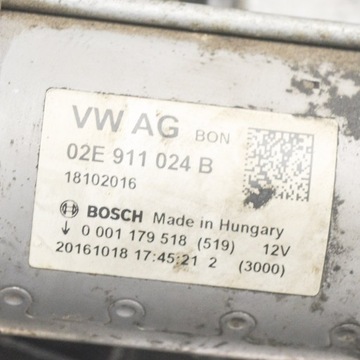 VW AG BON
02E 911 024 B
18102016
BOSCH Made in Hungary
↓ 0 001 179 518 (519) 12V
20161018 17:45:21 2 (3000)